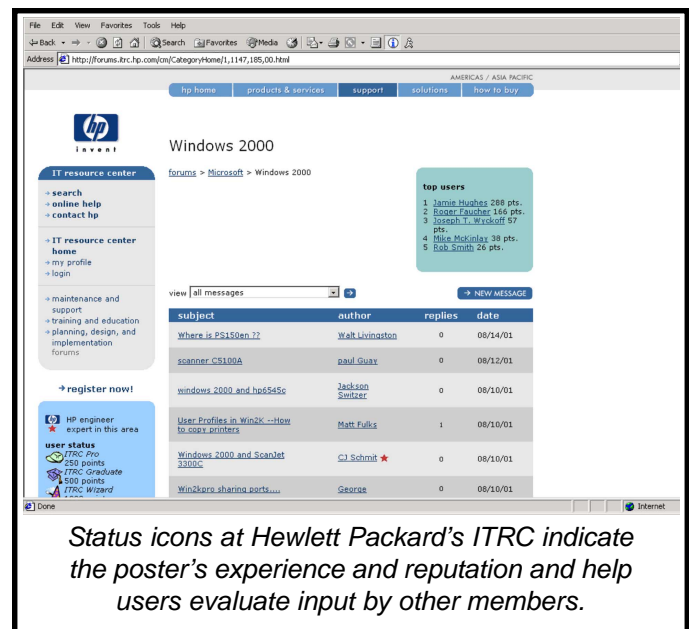 File Edit View Favorites Tools Help
Back Search Favorites Media
Address http://forums.itrc.hp.com/cm/CategoryHome/1,1147,185,00.html
AMERICAS / ASIA PACIFIC
hp home products & services support solutions how to buy
hp
invent
Windows 2000
IT resource center
forums > Microsoft > Windows 2000
search
online help
contact hp
IT resource center
home
my profile
login
maintenance and
support
training and education
planning, design, and
implementation
forums
register now!
HP engineer
expert in this area
user status
ITRC Pro
250 points
ITRC Graduate
500 points
ITRC Wizard
top users
1 Jamie Hughes 288 pts.
2 Roger Faucher 166 pts.
3 Joseph T. Wyckoff 57
pts.
4 Mike McKinlay 38 pts.
5 Rob Smith 26 pts.
view all messages
NEW MESSAGE
subject author replies date
Where is PS150en ?? Walt Livingston 0 08/14/01
scanner C5100A paul Guay 0 08/12/01
windows 2000 and hp6545c Jackson
Switzer 0 08/10/01
User Profiles in Win2K --How
to copy printers Matt Fulks 1 08/10/01
Windows 2000 and ScanJet
3300C CJ Schmit 0 08/10/01
Win2kpro sharing ports.... George 0 08/10/01
Done Internet
Status icons at Hewlett Packard's ITRC indicate
the poster's experience and reputation and help
users evaluate input by other members.